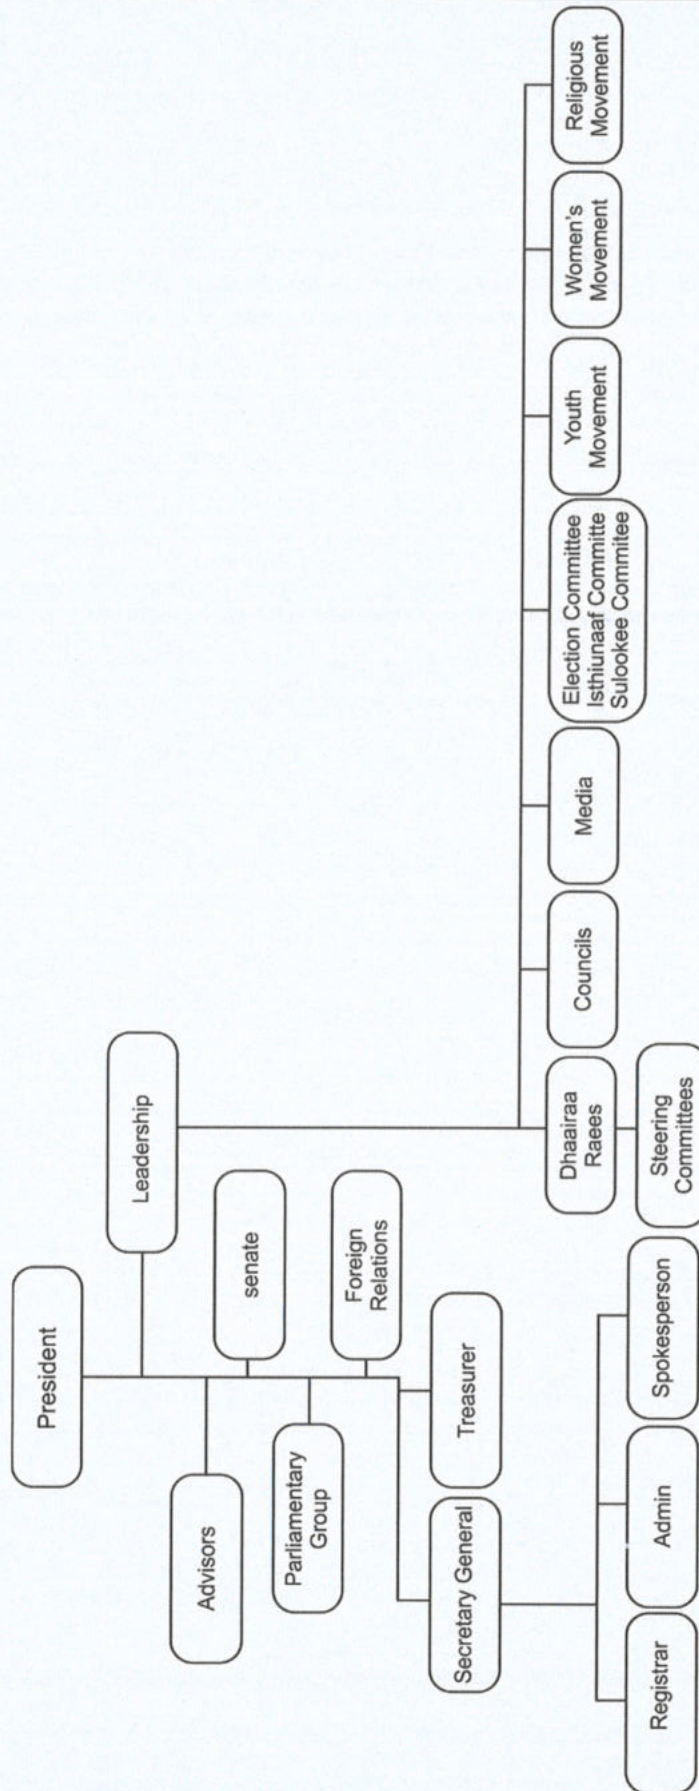 President
Leadership
Advisors
senate
Parliamentary
Group
Foreign
Relations
Secretary General
Treasurer
Registrar
Admin
Spokesperson
Dhaairaa
Raees
Councils
Media
Election Committee
Isthiunaaf Committe
Sulookee Commitee
Youth
Movement
Women's
Movement
Religious
Movement
Steering
Committees